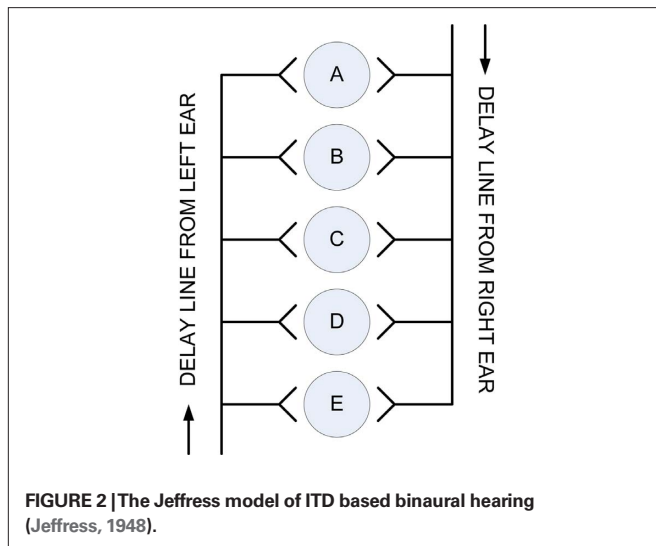 A
B
C
D
E
DELAY LINE FROM LEFT EAR
DELAY LINE FROM RIGHT EAR
FIGURE 2 | The Jeffress model of ITD based binaural hearing
(Jeffress, 1948).